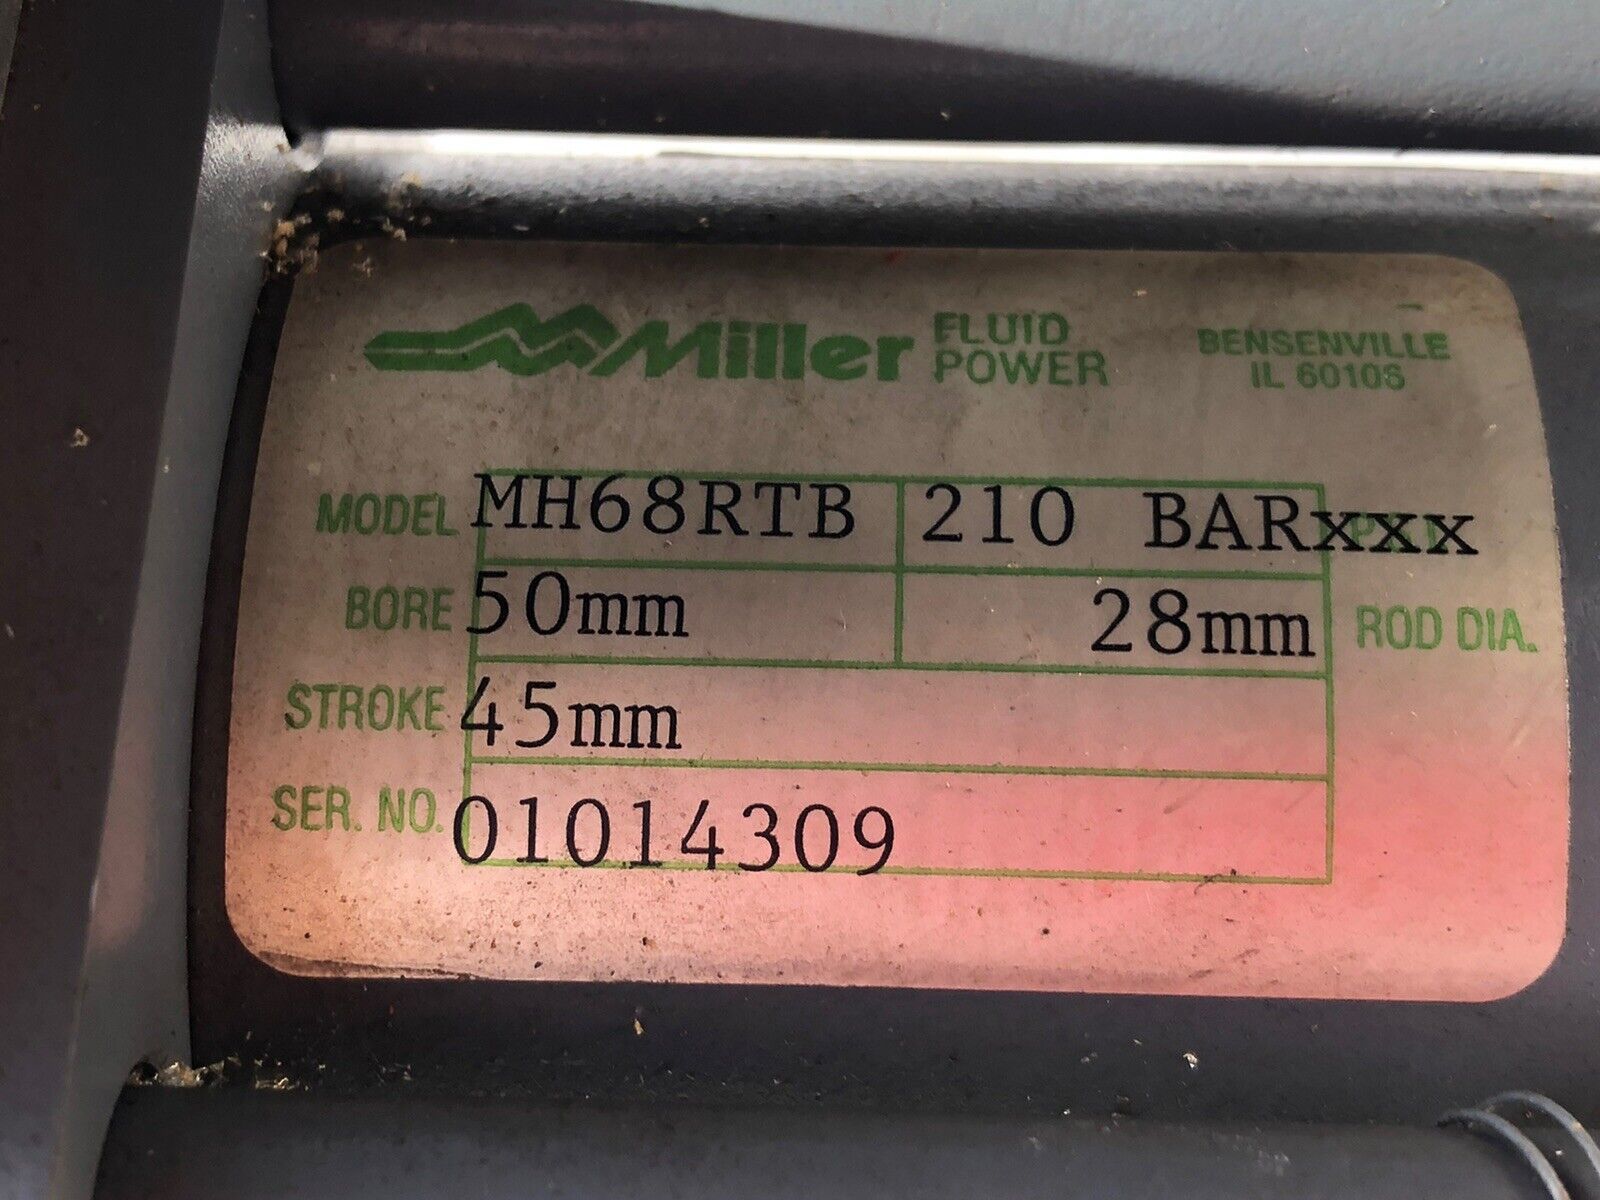 Miller FLUID POWER BENSENVILLE IL 60106
MODEL MH68RTB 210 BARxxx
BORE 50mm 28mm ROD DIA.
STROKE 45mm
SER. NO. 01014309